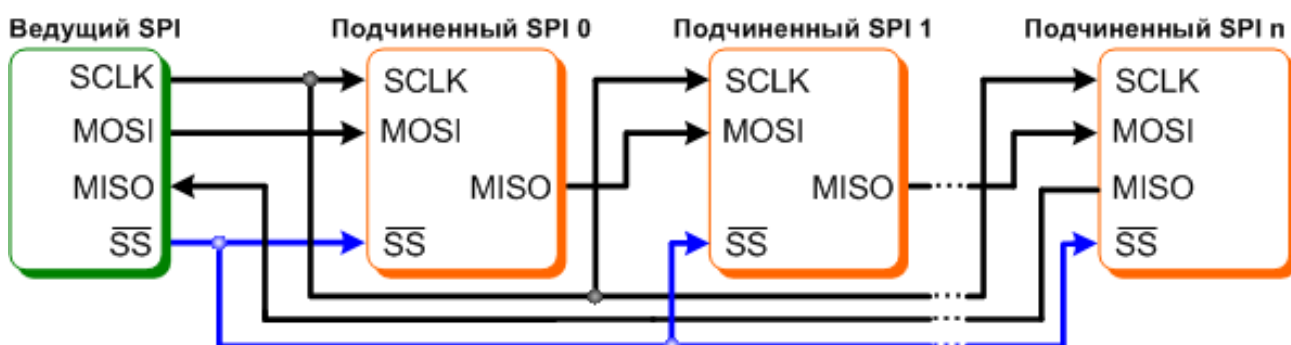 Ведущий SPI
Подчиненный SPI 0
Подчиненный SPI 1
Подчиненный SPI n
SCLK
MOSI
MISO
SS
SCLK
MOSI
MISO
SS
SCLK
MOSI
MISO
SS
SCLK
MOSI
MISO
SS